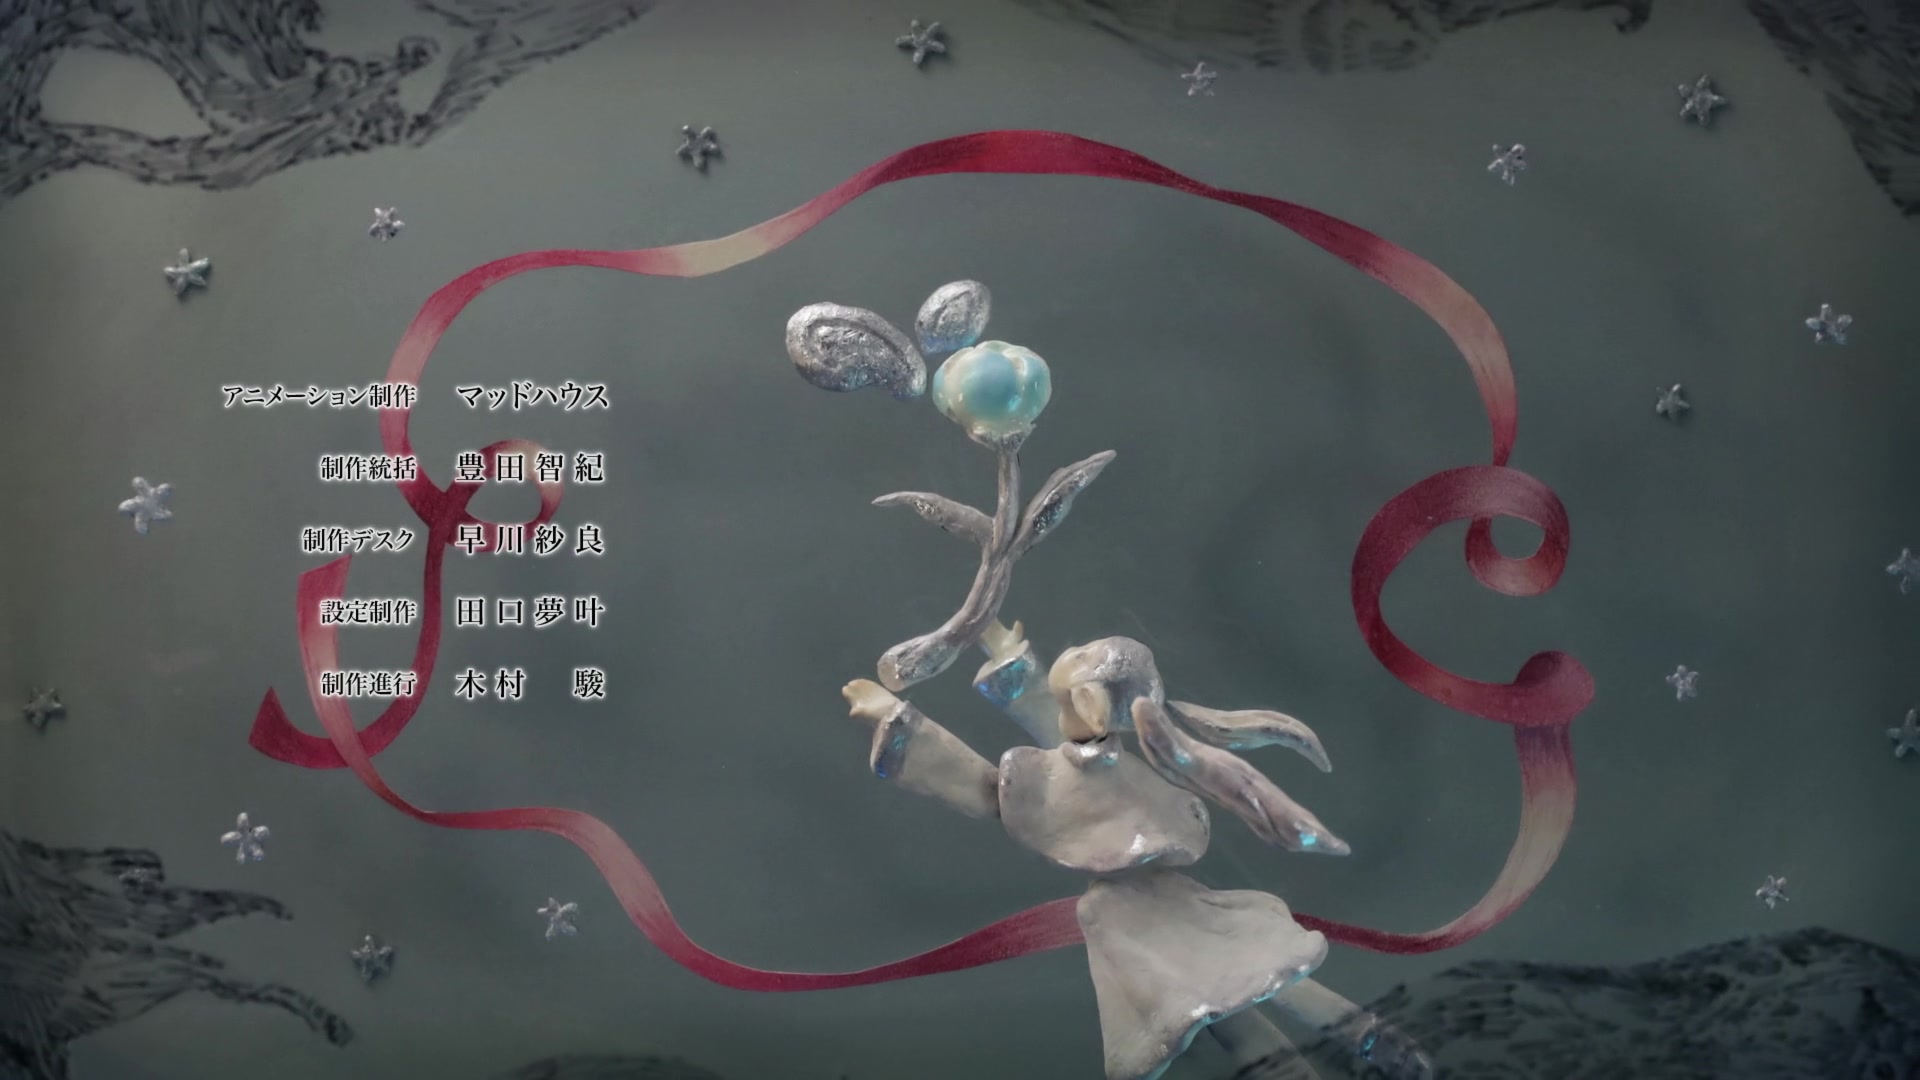 アニメーション制作 マッドハウス
制作統括 豊田智紀
制作デスク 早川紗良
設定制作 田口夢叶
制作進行 木村 駿